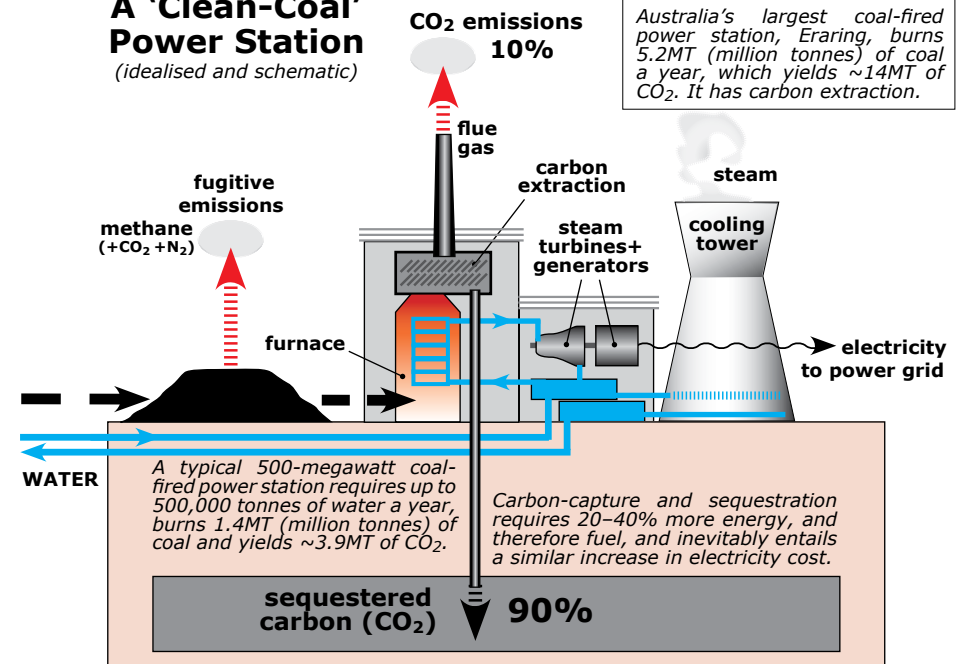 A ‘Clean-Coal’
Power Station
(idealised and schematic)
CO₂ emissions
10%
Australia’s largest coal-fired
power station, Eraring, burns
5.2MT (million tonnes) of coal
a year, which yields ~14MT of
CO₂. It has carbon extraction.
flue
gas
carbon
extraction
steam
fugitive
emissions
methane
(+CO₂ +N₂)
steam
turbines+
generators
cooling
tower
furnace
electricity
to power grid
WATER
A typical 500-megawatt coal-
fired power station requires up to
500,000 tonnes of water a year,
burns 1.4MT (million tonnes) of
coal and yields ~3.9MT of CO₂.
Carbon-capture and sequestration
requires 20–40% more energy, and
therefore fuel, and inevitably entails
a similar increase in electricity cost.
sequestered
carbon (CO₂)
90%